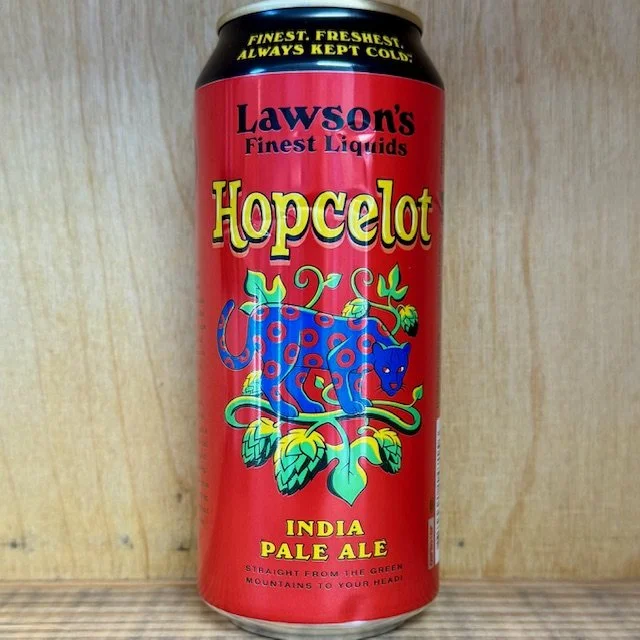 FINEST. FRESHEST.
ALWAYS KEPT COLD.
Lawson's
Finest Liquids
Hopcelot
INDIA
PALE ALE
STRAIGHT FROM THE GREEN
MOUNTAINS TO YOUR HEAD!